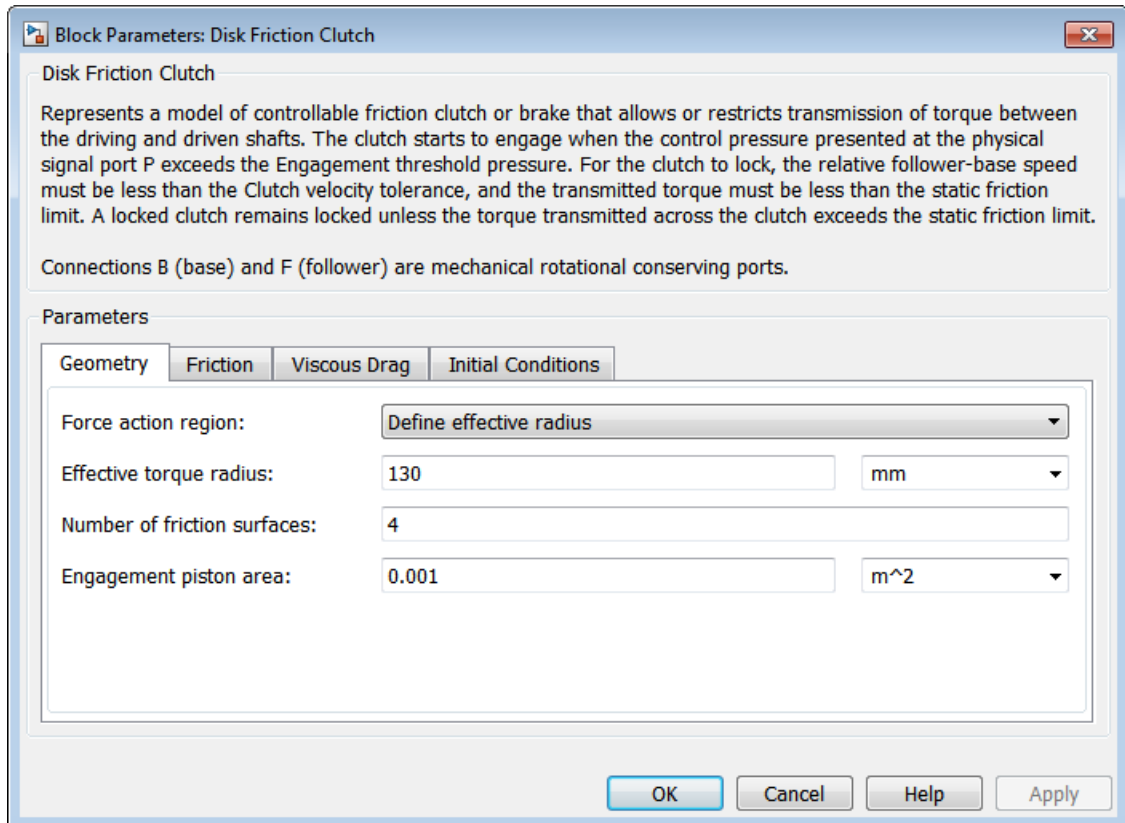 Block Parameters: Disk Friction Clutch
Disk Friction Clutch
Represents a model of controllable friction clutch or brake that allows or restricts transmission of torque between
the driving and driven shafts. The clutch starts to engage when the control pressure presented at the physical
signal port P exceeds the Engagement threshold pressure. For the clutch to lock, the relative follower-base speed
must be less than the Clutch velocity tolerance, and the transmitted torque must be less than the static friction
limit. A locked clutch remains locked unless the torque transmitted across the clutch exceeds the static friction limit.
Connections B (base) and F (follower) are mechanical rotational conserving ports.
Parameters
Geometry Friction Viscous Drag Initial Conditions
Force action region: Define effective radius
Effective torque radius: 130 mm
Number of friction surfaces: 4
Engagement piston area: 0.001 m^2
OK Cancel Help Apply